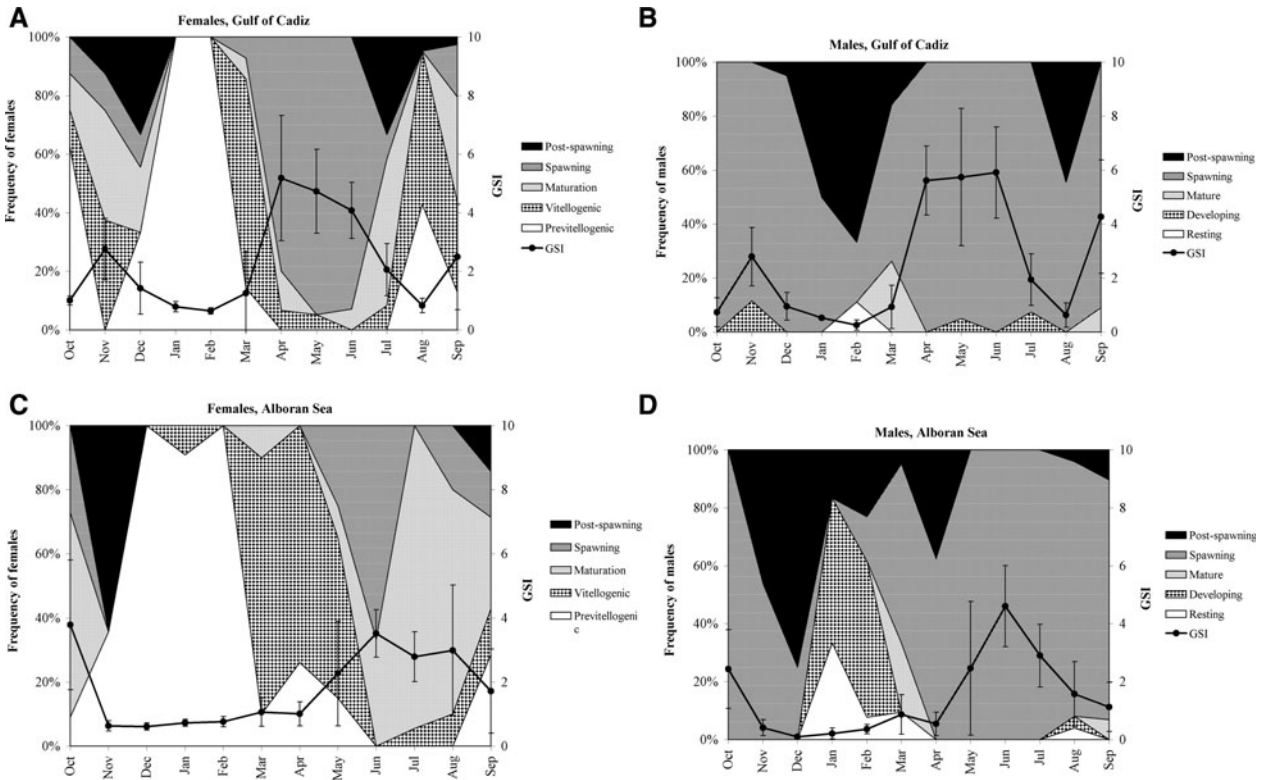 A
Females, Gulf of Cadiz
100%
80%
60%
40%
20%
0%
Frequency of females
10
8
6
4
2
0
GSI
Oct
Nov
Dec
Jan
Feb
Mar
Apr
May
Jun
Jul
Aug
Sep
Post-spawning
Spawning
Maturation
Vitellogenic
Previtellogenic
GSI
B
Males, Gulf of Cadiz
100%
80%
60%
40%
20%
0%
Frequency of males
10
8
6
4
2
0
GSI
Oct
Nov
Dec
Jan
Feb
Mar
Apr
May
Jun
Jul
Aug
Sep
Post-spawning
Spawning
Mature
Developing
Resting
GSI
C
Females, Alboran Sea
100%
80%
60%
40%
20%
0%
Frequency of females
10
8
6
4
2
0
GSI
Oct
Nov
Dec
Jan
Feb
Mar
Apr
May
Jun
Jul
Aug
Sep
Post-spawning
Spawning
Maturation
Vitellogenic
Previtellogeni
c
GSI
D
Males, Alboran Sea
100%
80%
60%
40%
20%
0%
Frequency of males
10
8
6
4
2
0
GSI
Oct
Nov
Dec
Jan
Feb
Mar
Apr
May
Jun
Jul
Aug
Sep
Post-spawning
Spawning
Mature
Developing
Resting
GSI